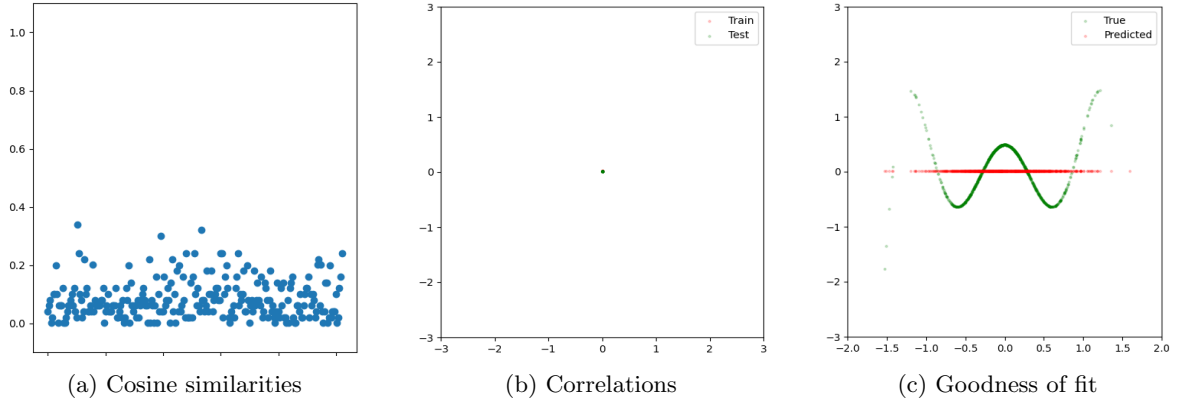 1.0
0.8
0.6
0.4
0.2
0.0
(a) Cosine similarities
3
2
1
0
−1
−2
−3
−3 −2 −1 0 1 2 3
Train
Test
(b) Correlations
3
2
1
0
−1
−2
−3
−2.0 −1.5 −1.0 −0.5 0.0 0.5 1.0 1.5 2.0
True
Predicted
(c) Goodness of fit